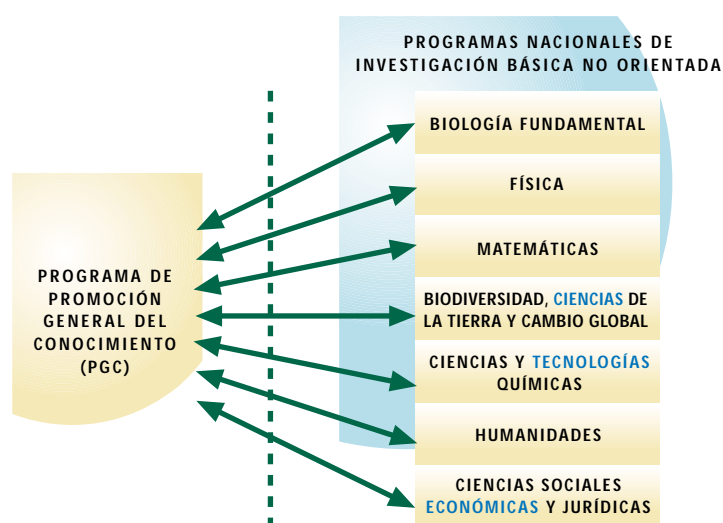 PROGRAMAS NACIONALES DE
INVESTIGACIÓN BÁSICA NO ORIENTADA
BIOLOGÍA FUNDAMENTAL
FÍSICA
MATEMÁTICAS
BIODIVERSIDAD, CIENCIAS DE
LA TIERRA Y CAMBIO GLOBAL
CIENCIAS Y TECNOLOGÍAS
QUÍMICAS
HUMANIDADES
CIENCIAS SOCIALES
ECONÓMICAS Y JURÍDICAS
PROGRAMA DE
PROMOCIÓN
GENERAL DEL
CONOCIMIENTO
(PGC)